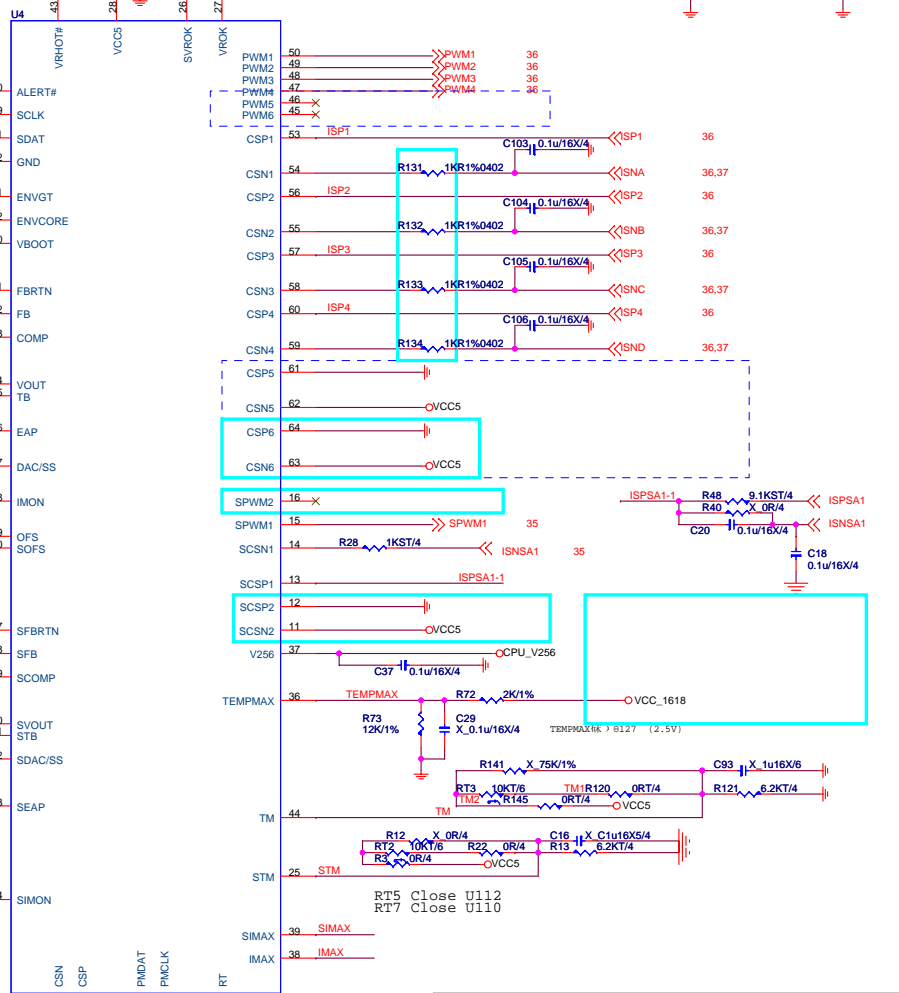 U4
43
28
26
27
VRHOT#
VCC5
SVROK
VROK
PWM1 50 PWM1 36
PWM2 49 PWM2 36
PWM3 48 PWM3 36
PWM4 47 PWM4 36
ALERT#
PWM5 46
SCLK
PWM6 45
SDAT
CSP1 53 ISP1 ISP1 36
C103 0.1u/16X/4
GND
CSN1 54 R131 1KR1%0402 ISNA 36,37
ENVGT
CSP2 56 ISP2 ISP2 36
C104 0.1u/16X/4
ENVCORE
CSN2 55 R132 1KR1%0402 ISNB 36,37
VBOOT
CSP3 57 ISP3 ISP3 36
C105 0.1u/16X/4
FBRTN
CSN3 58 R133 1KR1%0402 ISNC 36,37
FB
CSP4 60 ISP4 ISP4 36
C106 0.1u/16X/4
COMP
CSN4 59 R134 1KR1%0402 ISND 36,37
CSP5 61
VOUT
TB
CSN5 62 VCC5
EAP
CSP6 64
DAC/SS
CSN6 63 VCC5
IMON
SPWM2 16
ISPSA1-1 R48 9.1KST/4 ISPSA1
R40 X_0R/4
SPWM1 15 SPWM1 35
C20 0.1u/16X/4 ISNSA1
OFS
SOFS
SCSN1 14 R28 1KST/4 ISNSA1 35
C18
0.1u/16X/4
SCSP1 13 ISPSA1-1
SCSP2 12
SFBRTN
SCSN2 11 VCC5
SFB
V256 37 CPU_V256
C37 0.1u/16X/4
SCOMP
TEMPMAX 36 TEMPMAX R72 2K/1% VCC_1618
R73
12K/1%
C29
X_0.1u/16X/4
SVOUT
STB
(2.5V)
SDAC/SS
R141 X_75K/1% C93 X_1u16X/6
RT3 10KT/6 TM1 R120 0RT/4 R121 6.2KT/4
TM2 R145 0RT/4 VCC5
SEAP
TM 44 TM
R12 X_0R/4 C16 X_C1u16X5/4
RT2 10KT/6 R22 0R/4 R13 6.2KT/4
R3 0R/4 VCC5
STM 25 STM
RT5 Close U112
RT7 Close U110
SIMON
SIMAX 39 SIMAX
IMAX 38 IMAX
CSN
CSP
PMDAT
PMCLK
RT